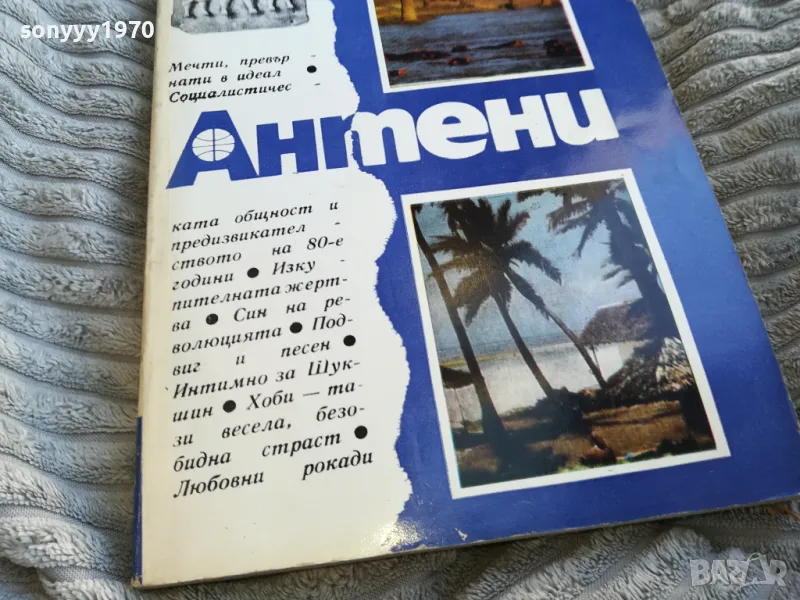 sonyyy1970
Мечти, превър -
нати в идеал ●
Социалистичес -
Антени
ката общност и
предизвикател -
ството на 80-е
години ● Изку -
пителната жерт-
ва ● Син на ре-
волюцията ● Под-
виг и песен ●
Интимно за Шук-
шин ● Хоби — та-
зи весела, безо-
бидна страст ●
Любовни рокади
BAZAR
bg